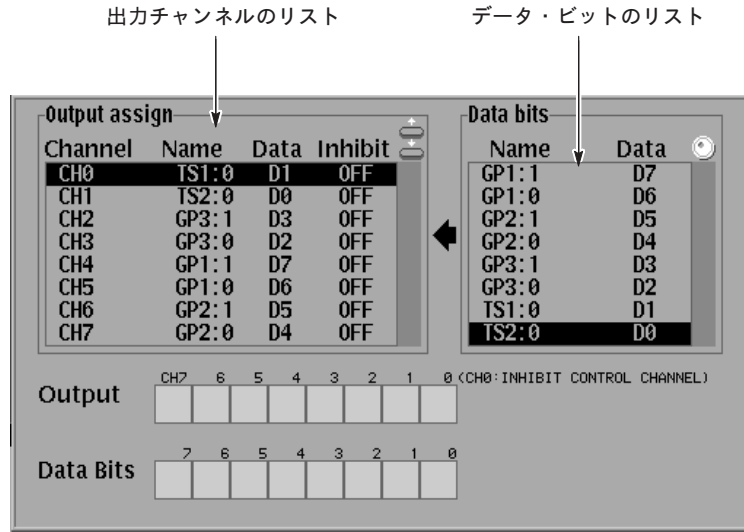 出力チャンネルのリスト データ・ビットのリスト
Output assign Data bits
Channel Name Data Inhibit Name Data
CH0 TS1:0 D1 OFF GP1:1 D7
CH1 TS2:0 D0 OFF GP1:0 D6
CH2 GP3:1 D3 OFF GP2:1 D5
CH3 GP3:0 D2 OFF GP2:0 D4
CH4 GP1:1 D7 OFF GP3:1 D3
CH5 GP1:0 D6 OFF GP3:0 D2
CH6 GP2:1 D5 OFF TS1:0 D1
CH7 GP2:0 D4 OFF TS2:0 D0
CH7 6 5 4 3 2 1 0 (CH0:INHIBIT CONTROL CHANNEL)
Output
7 6 5 4 3 2 1 0
Data Bits